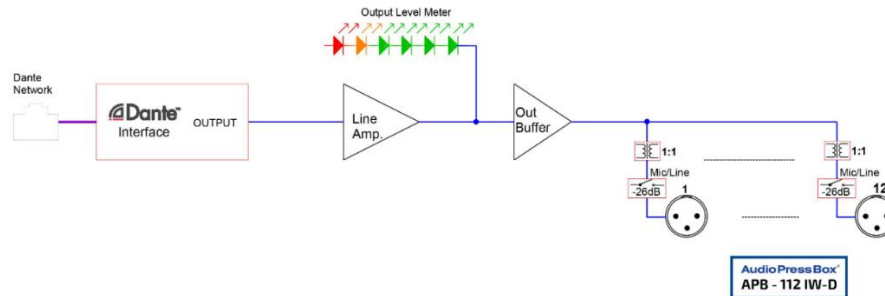 Output Level Meter
Dante
Network
Dante™
Interface
OUTPUT
Line
Amp.
Out
Buffer
1:1
1:1
Mic/Line
Mic/Line
-26dB
-26dB
1
12
AudioPressBox®
APB - 112 IW-D